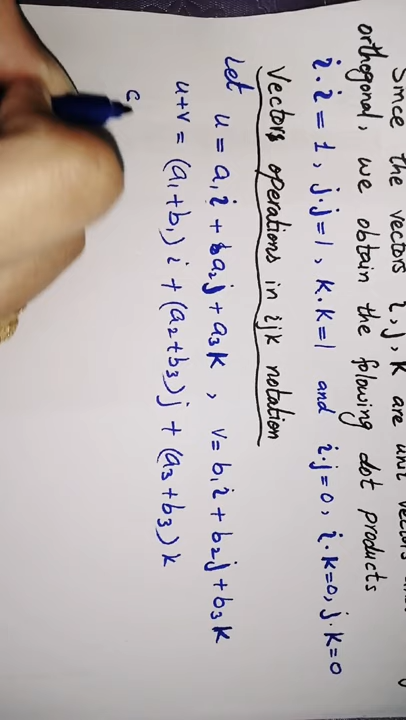 Since the vectors i, j, k are unit vectors
orthogonal, we obtain the folowing dot products
i.i = 1, j.j=1, k.k=1 and i.j=0, i.k=0, j.k=0
Vectors operations in ijk notation
Let u = a₁i + a₂j + a₃k , v= b₁i + b₂j + b₃k
u+v = (a₁+b₁)i + (a₂+b₃)j + (a₃+b₃)k
c